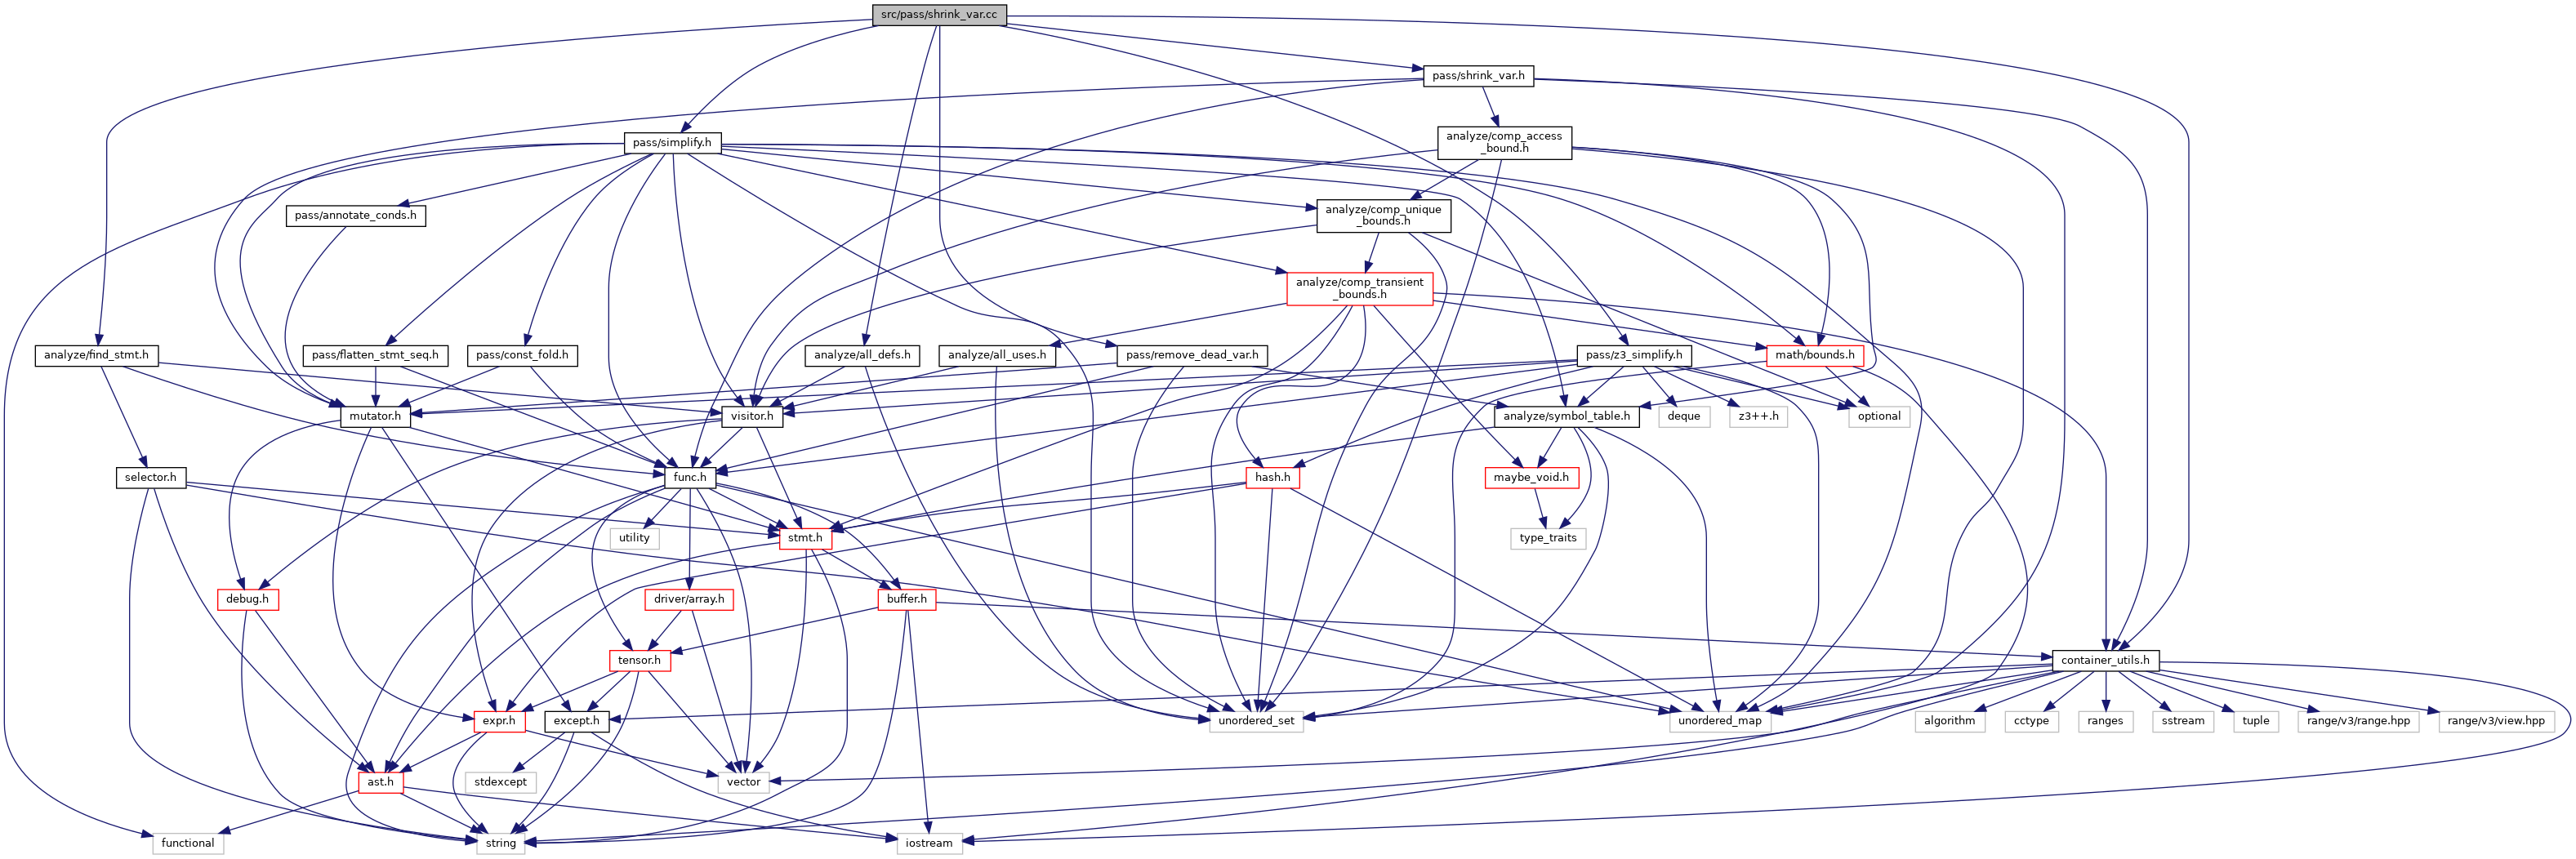 src/pass/shrink_var.cc
pass/shrink_var.h
pass/simplify.h
analyze/comp_access
_bound.h
pass/annotate_conds.h
analyze/comp_unique
_bounds.h
analyze/comp_transient
_bounds.h
analyze/find_stmt.h
pass/flatten_stmt_seq.h
pass/const_fold.h
analyze/all_defs.h
analyze/all_uses.h
pass/remove_dead_var.h
pass/z3_simplify.h
math/bounds.h
mutator.h
visitor.h
analyze/symbol_table.h
deque
z3++.h
optional
selector.h
func.h
hash.h
maybe_void.h
utility
stmt.h
type_traits
debug.h
driver/array.h
buffer.h
tensor.h
container_utils.h
expr.h
except.h
unordered_set
unordered_map
algorithm
cctype
ranges
sstream
tuple
range/v3/range.hpp
range/v3/view.hpp
ast.h
stdexcept
vector
functional
string
iostream